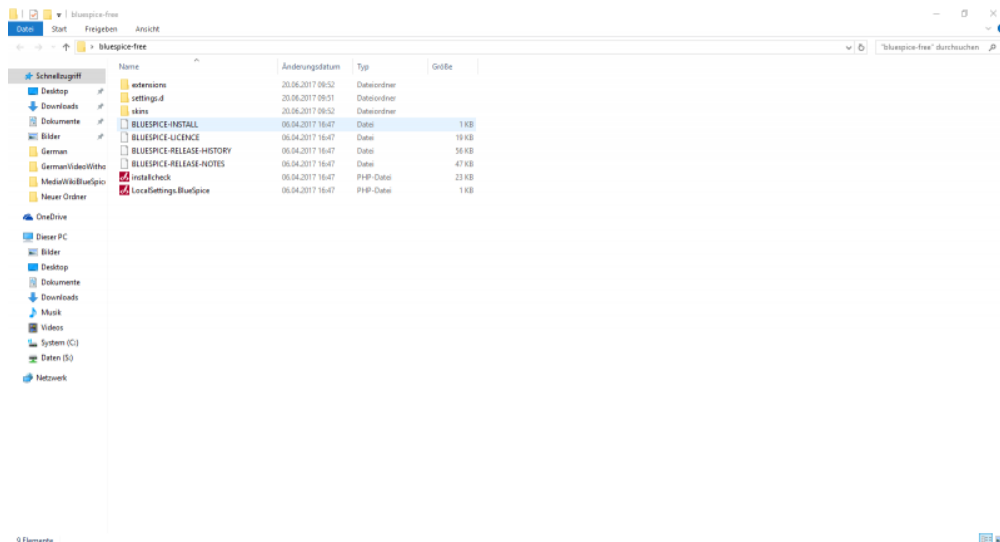 bluespice-free
Datei Start Freigeben Ansicht
bluespice-free "bluespice-free" durchsuchen
Name Änderungsdatum Typ Größe
Schnellzugriff
Desktop
Downloads
Dokumente
Bilder
German
GermanVideoWitho
MediaWikiBlueSpic
Neuer Ordner
OneDrive
Dieser PC
Bilder
Desktop
Dokumente
Downloads
Musik
Videos
System (C:)
Daten (S:)
Netzwerk
extensions 20.06.2017 09:52 Dateiordner
settings.d 20.06.2017 09:51 Dateiordner
skins 20.06.2017 09:52 Dateiordner
BLUESPICE-INSTALL 06.04.2017 16:47 Datei 1 KB
BLUESPICE-LICENCE 06.04.2017 16:47 Datei 19 KB
BLUESPICE-RELEASE-HISTORY 06.04.2017 16:47 Datei 56 KB
BLUESPICE-RELEASE-NOTES 06.04.2017 16:47 Datei 47 KB
installcheck 06.04.2017 16:47 PHP-Datei 23 KB
LocalSettings.BlueSpice 06.04.2017 16:47 PHP-Datei 1 KB
9 Elemente